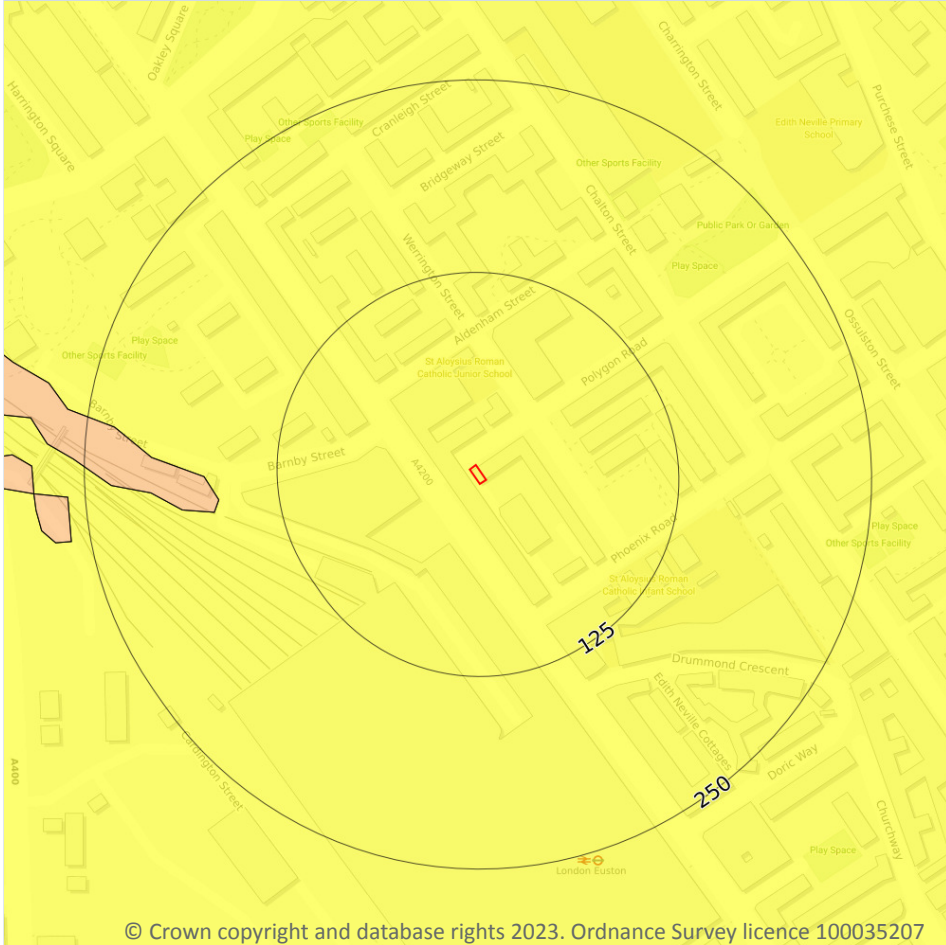 Oakley Square
Charrington Street
Harrington Square
Cranleigh Street
Other Sports Facility
Play Space
Purchese Street
Edith Neville Primary
School
Bridgeway Street
Other Sports Facility
Chalton Street
Public Park Or Garden
Werrington Street
Play Space
Aldenham Street
Ossulston Street
Play Space
Other Sports Facility
St Aloysius Roman
Catholic Junior School
Polygon Road
Barnby Street
Barnby Street
A4200
Phoenix Road
Play Space
Other Sports Facility
St Aloysius Roman
Catholic Infant School
125
Drummond Crescent
Edith Neville Cottages
Cardington Street
A400
Doric Way
250
Churchway
Play Space
London Euston
© Crown copyright and database rights 2023. Ordnance Survey licence 100035207